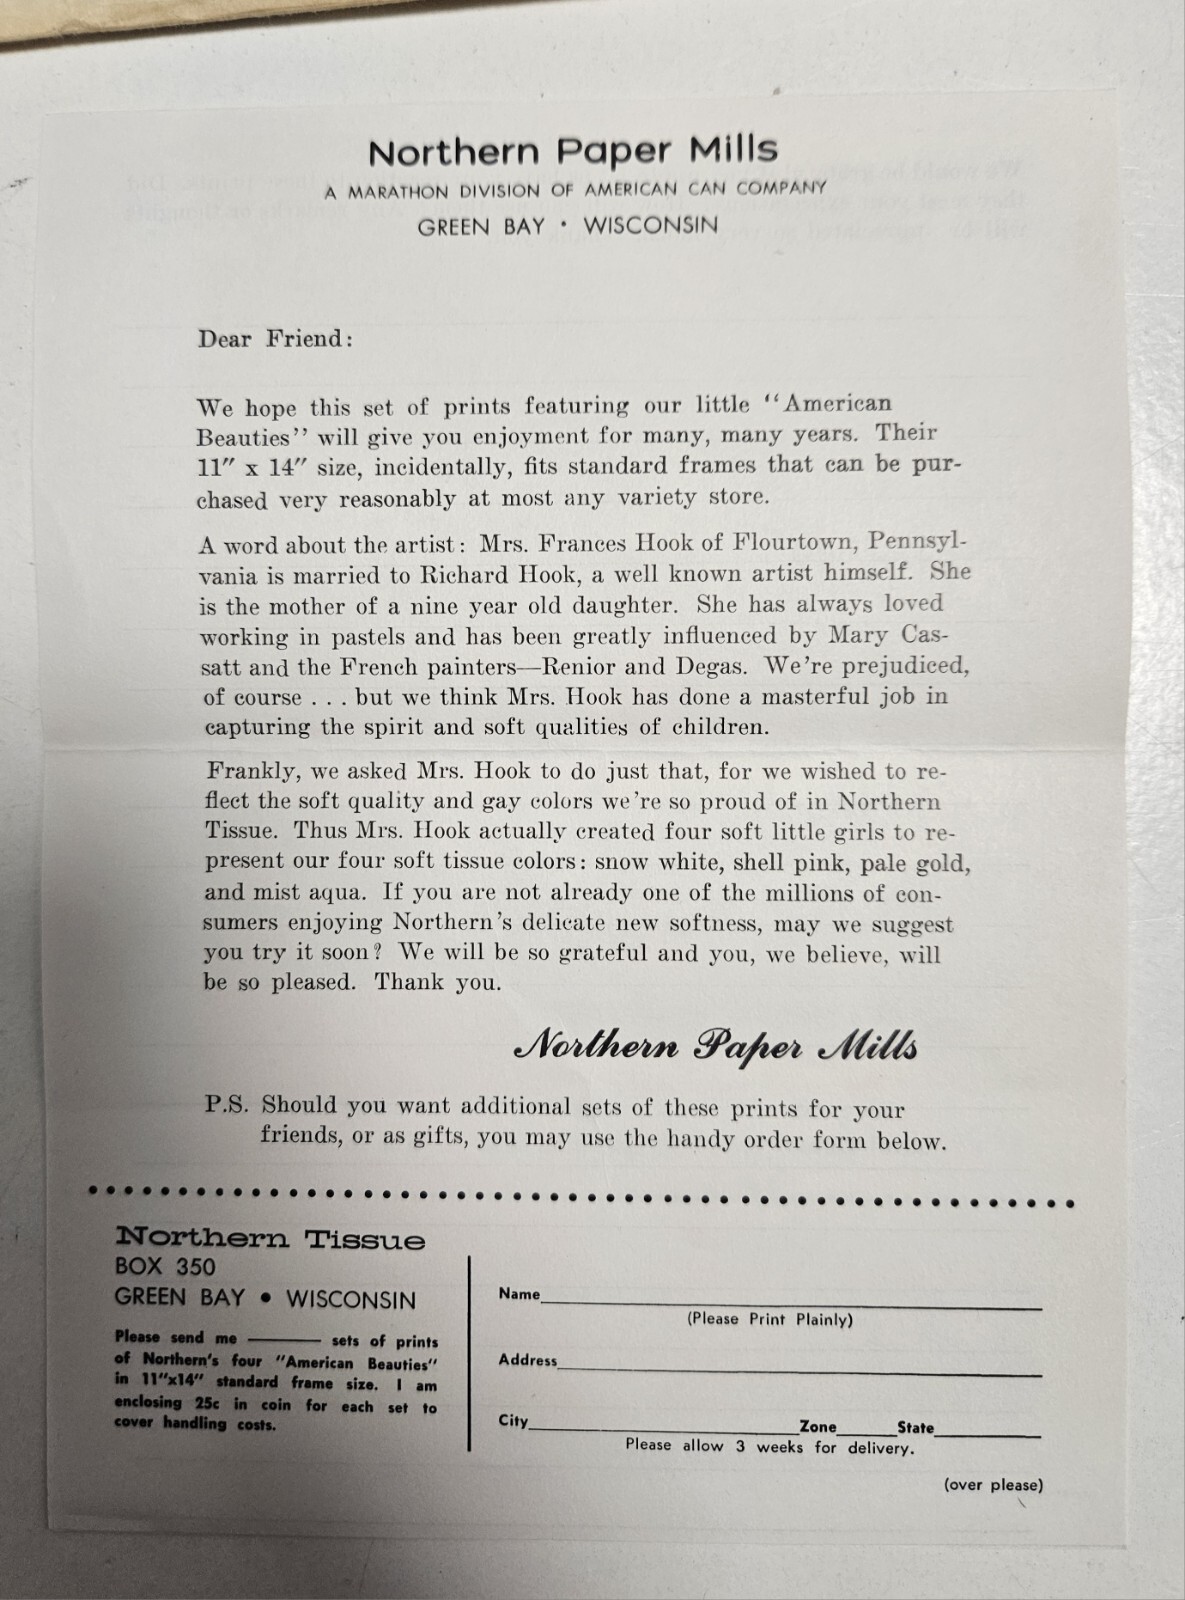 Northern Paper Mills
A MARATHON DIVISION OF AMERICAN CAN COMPANY
GREEN BAY • WISCONSIN
Dear Friend:
We hope this set of prints featuring our little “American
Beauties” will give you enjoyment for many, many years. Their
11″ x 14″ size, incidentally, fits standard frames that can be pur-
chased very reasonably at most any variety store.
A word about the artist: Mrs. Frances Hook of Flourtown, Pennsyl-
vania is married to Richard Hook, a well known artist himself. She
is the mother of a nine year old daughter. She has always loved
working in pastels and has been greatly influenced by Mary Cas-
satt and the French painters—Renior and Degas. We're prejudiced,
of course . . . but we think Mrs. Hook has done a masterful job in
capturing the spirit and soft qualities of children.
Frankly, we asked Mrs. Hook to do just that, for we wished to re-
flect the soft quality and gay colors we're so proud of in Northern
Tissue. Thus Mrs. Hook actually created four soft little girls to re-
present our four soft tissue colors: snow white, shell pink, pale gold,
and mist aqua. If you are not already one of the millions of con-
sumers enjoying Northern's delicate new softness, may we suggest
you try it soon? We will be so grateful and you, we believe, will
be so pleased. Thank you.
Northern Paper Mills
P.S. Should you want additional sets of these prints for your
friends, or as gifts, you may use the handy order form below.
Northern Tissue
BOX 350
GREEN BAY • WISCONSIN
Please send me ______ sets of prints
of Northern's four "American Beauties"
in 11"x14" standard frame size. I am
enclosing 25c in coin for each set to
cover handling costs.
Name
(Please Print Plainly)
Address
City Zone State
Please allow 3 weeks for delivery.
(over please)